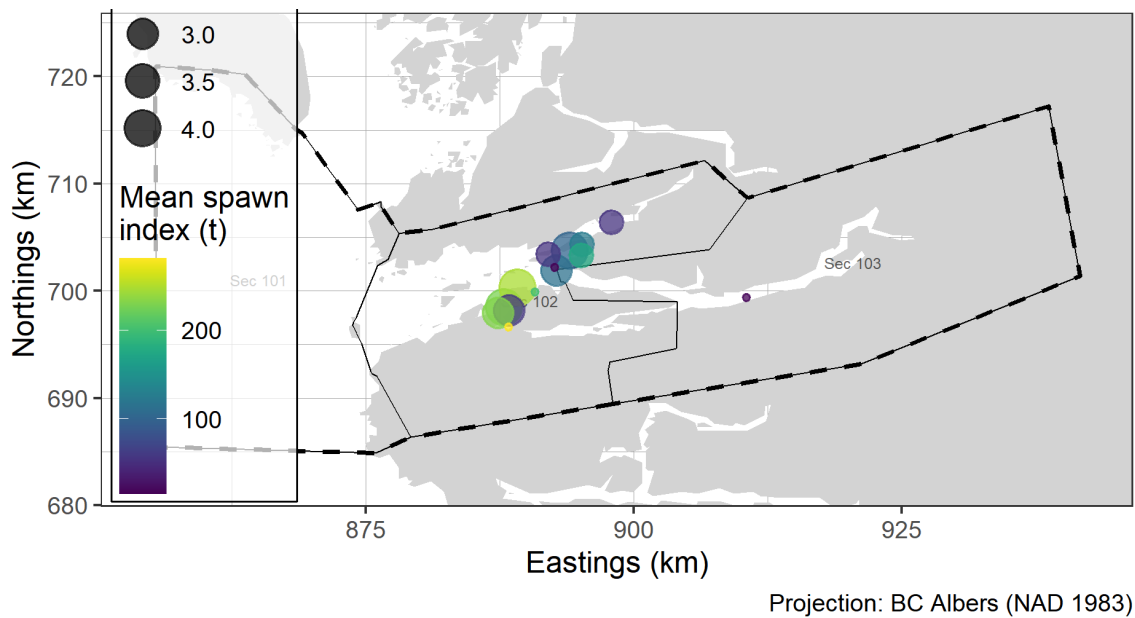 3.0
3.5
4.0
Mean spawn
index (t)
200
100
Sec 101
102
Sec 103
720
710
700
690
680
Northings (km)
875
900
925
Eastings (km)
Projection: BC Albers (NAD 1983)